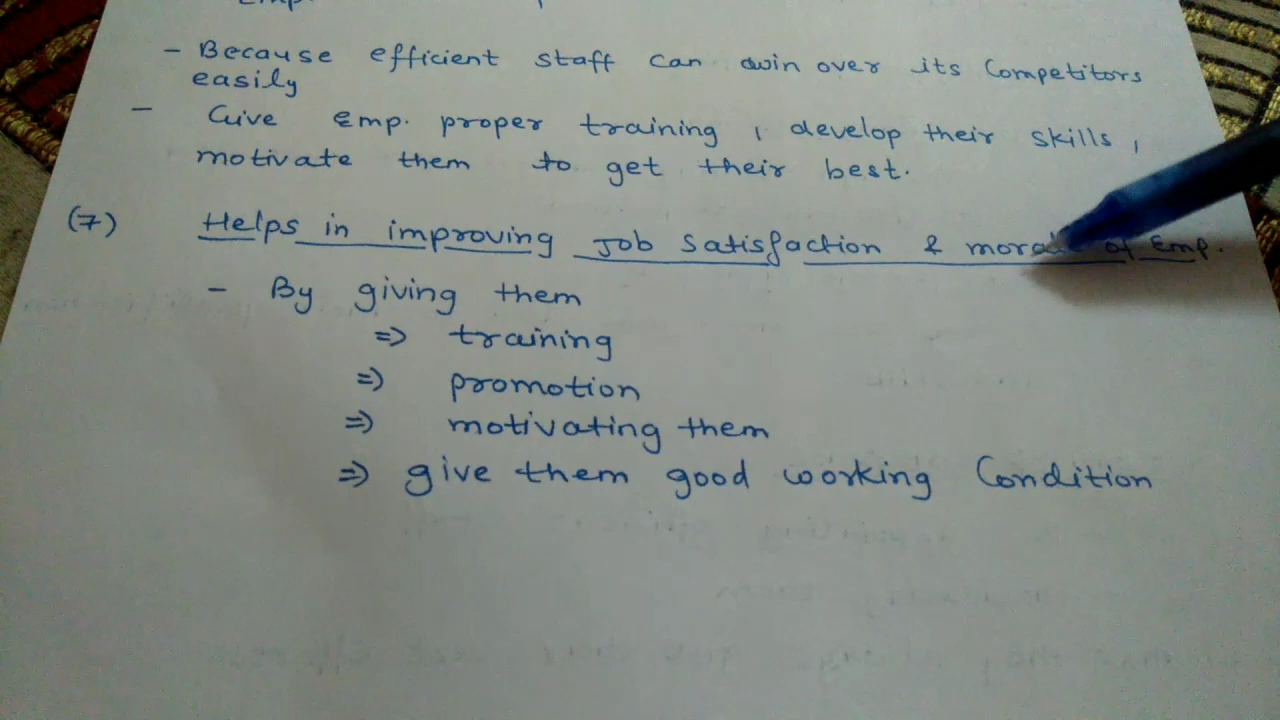 Emp.
- Because efficient staff can win over its Competitors
easily
- Give Emp. proper training, develop their skills,
motivate them to get their best.
(7) Helps in improving Job Satisfaction & morale of Emp.
- By giving them
⇒ training
⇒ promotion
⇒ motivating them
⇒ give them good working Condition